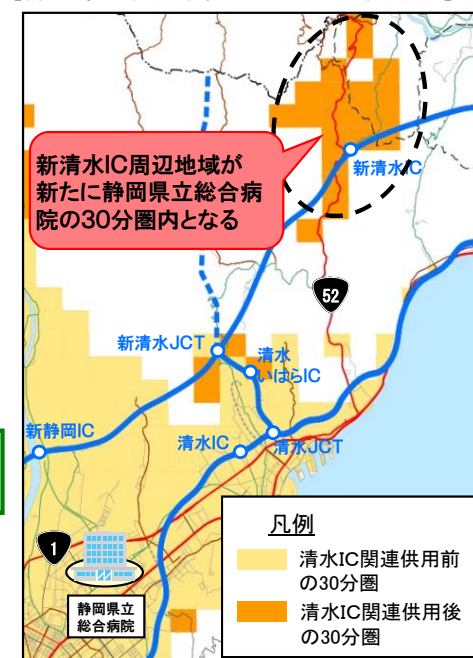 新清水IC周辺地域が
新たに静岡県立総合病
院の30分圏内となる
新清水IC
52
新清水JCT
清水
いはらIC
新静岡IC
清水IC
清水JCT
1
静岡県立
総合病院
凡例
清水IC関連供用前
の30分圏
清水IC関連供用後
の30分圏